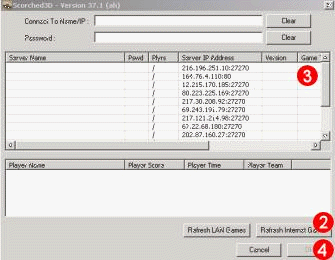 Scorched3D - Version 37.1 (ah)
Connect To Name/IP :
Clear
Password :
Clear
Server Name Pswd Plyrs Server IP Address Version Game
/ 216.196.251.10:27270
3
/ 164.76.4.110:80
/ 12.215.170.185:27270
/ 80.223.225.169:27270
/ 217.30.208.92:27270
/ 69.243.191.79:27270
/ 217.121.214.98:27270
/ 67.22.68.180:27270
/ 202.87.160.27:27270
Player Name Player Score Player Time Player Team
Refresh LAN Games Refresh Internet
2
Cancel
4